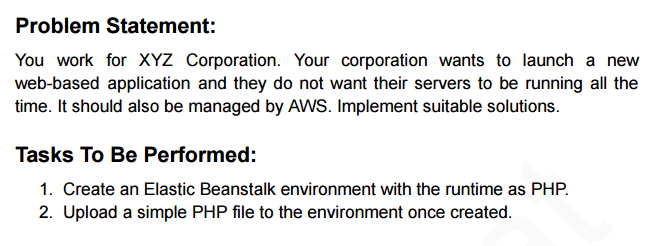 Problem Statement:
You work for XYZ Corporation. Your corporation wants to launch a new
web-based application and they do not want their servers to be running all the
time. It should also be managed by AWS. Implement suitable solutions.
Tasks To Be Performed:
1. Create an Elastic Beanstalk environment with the runtime as PHP.
2. Upload a simple PHP file to the environment once created.